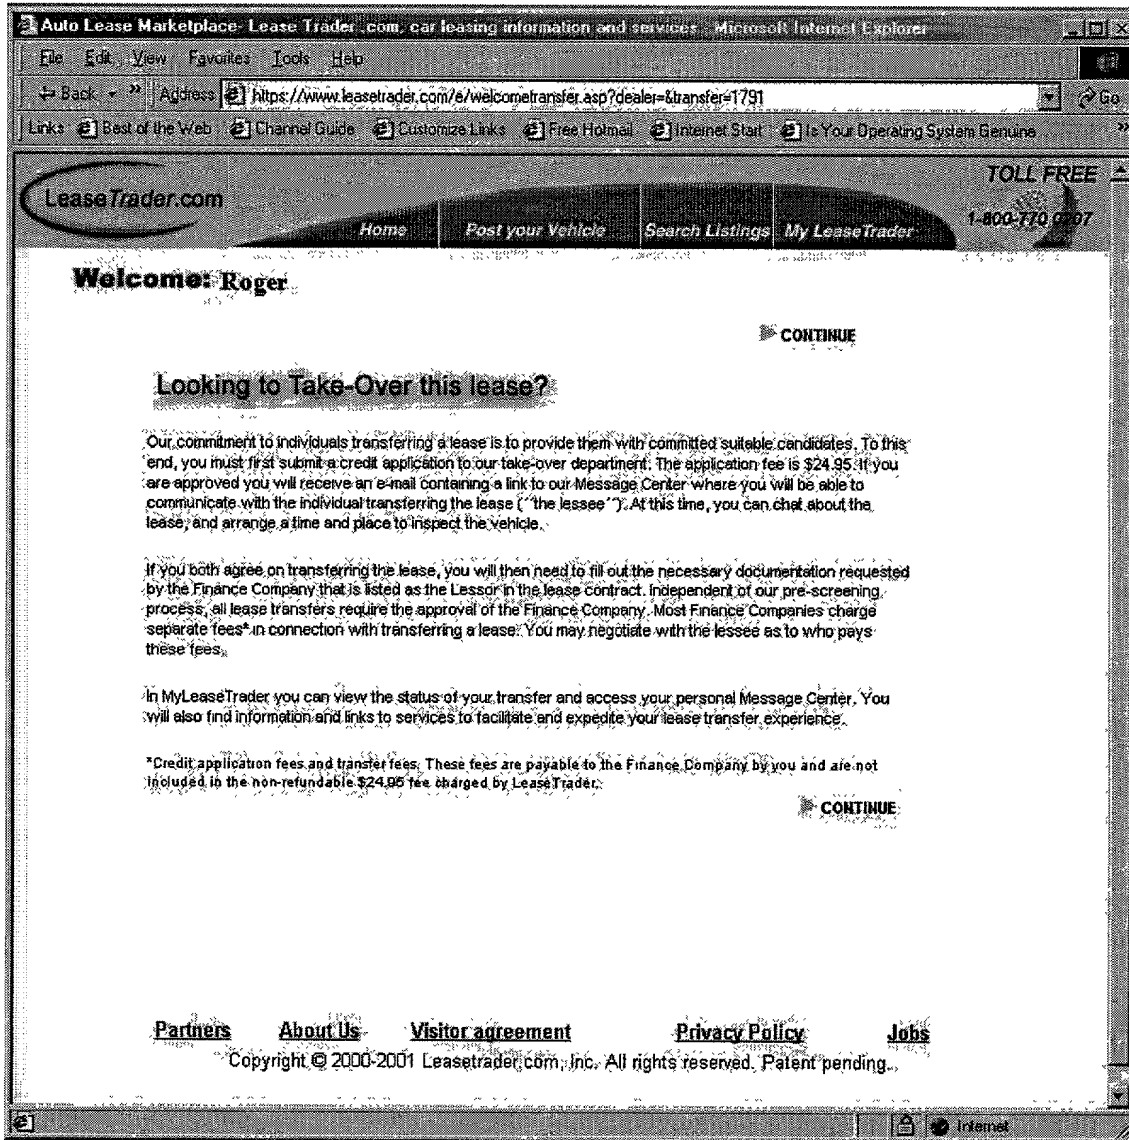 Auto Lease Marketplace- Lease Trader .com, car leasing information and services - Microsoft Internet Explorer
File Edit View Favorites Tools Help
Back » Address https://www.leasetrader.com/e/welcometransfer.asp?dealer=&transfer=1791 Go
Links Best of the Web Channel Guide Customize Links Free Hotmail Internet Start Is Your Operating System Genuine »
TOLL FREE
LeaseTrader.com
1-800-770 0207
Home Post your Vehicle Search Listings My LeaseTrader
Welcome: Roger
CONTINUE
Looking to Take-Over this lease?
Our commitment to individuals transferring a lease is to provide them with committed suitable candidates. To this
end, you must first submit a credit application to our take-over department. The application fee is $24.95. If you
are approved you will receive an e-mail containing a link to our Message Center where you will be able to
communicate with the individual transferring the lease (´´the lessee´´). At this time, you can chat about the
lease, and arrange a time and place to inspect the vehicle.
If you both agree on transferring the lease, you will then need to fill out the necessary documentation requested
by the Finance Company that is listed as the Lessor in the lease contract. Independent of our pre-screening
process, all lease transfers require the approval of the Finance Company. Most Finance Companies charge
separate fees* in connection with transferring a lease. You may negotiate with the lessee as to who pays
these fees.
In MyLeaseTrader you can view the status of your transfer and access your personal Message Center. You
will also find information and links to services to facilitate and expedite your lease transfer experience.
*Credit application fees and transfer fees. These fees are payable to the Finance Company by you and are not
included in the non-refundable $24.95 fee charged by LeaseTrader.
CONTINUE
Partners About Us Visitor agreement Privacy Policy Jobs
Copyright © 2000-2001 Leasetrader.com, Inc. All rights reserved. Patent pending.
Internet